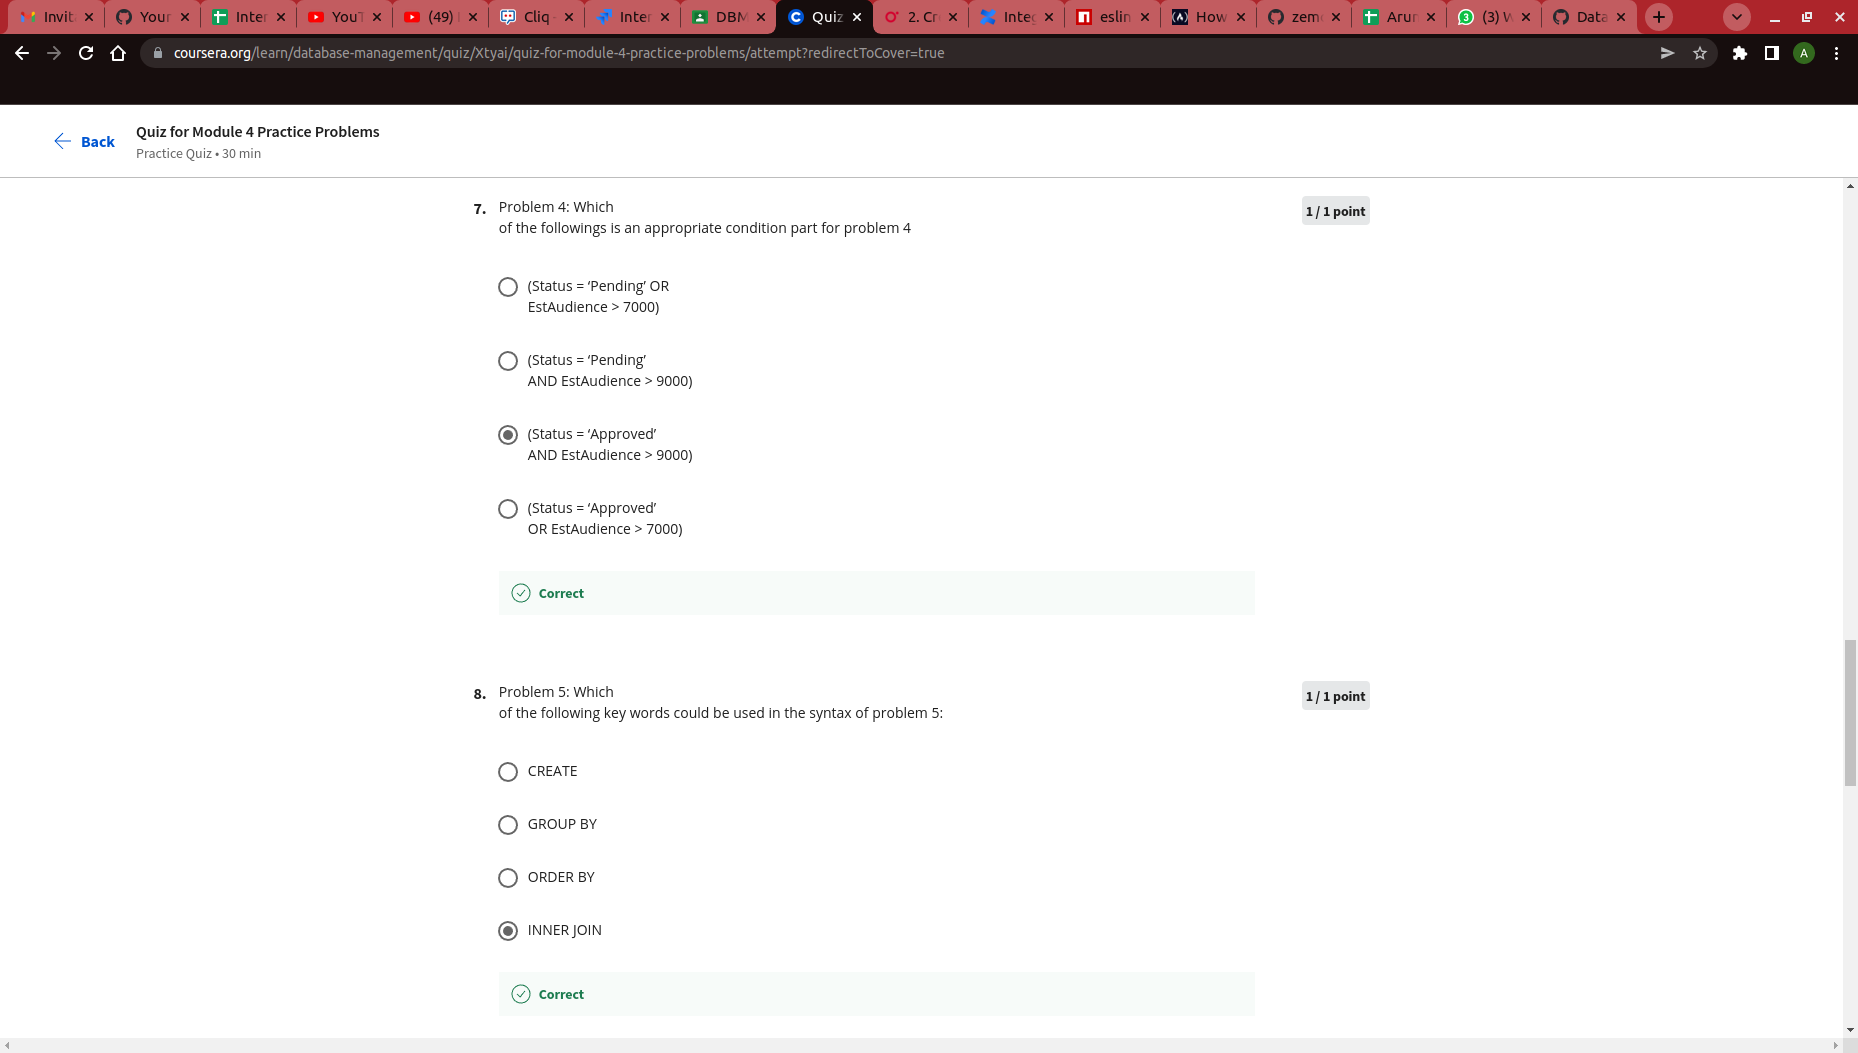 Invit
Your
Inter
YouT
(49)
Cliq
Inter
DBM
Quiz
2. Cr
Integ
eslin
How
zem
Arun
(3) W
Data
coursera.org/learn/database-management/quiz/Xtyai/quiz-for-module-4-practice-problems/attempt?redirectToCover=true
A
Back
Quiz for Module 4 Practice Problems
Practice Quiz • 30 min
7.
Problem 4: Which
of the followings is an appropriate condition part for problem 4
1 / 1 point
(Status = ‘Pending’ OR
EstAudience > 7000)
(Status = ‘Pending’
AND EstAudience > 9000)
(Status = ‘Approved’
AND EstAudience > 9000)
(Status = ‘Approved’
OR EstAudience > 7000)
Correct
8.
Problem 5: Which
of the following key words could be used in the syntax of problem 5:
1 / 1 point
CREATE
GROUP BY
ORDER BY
INNER JOIN
Correct